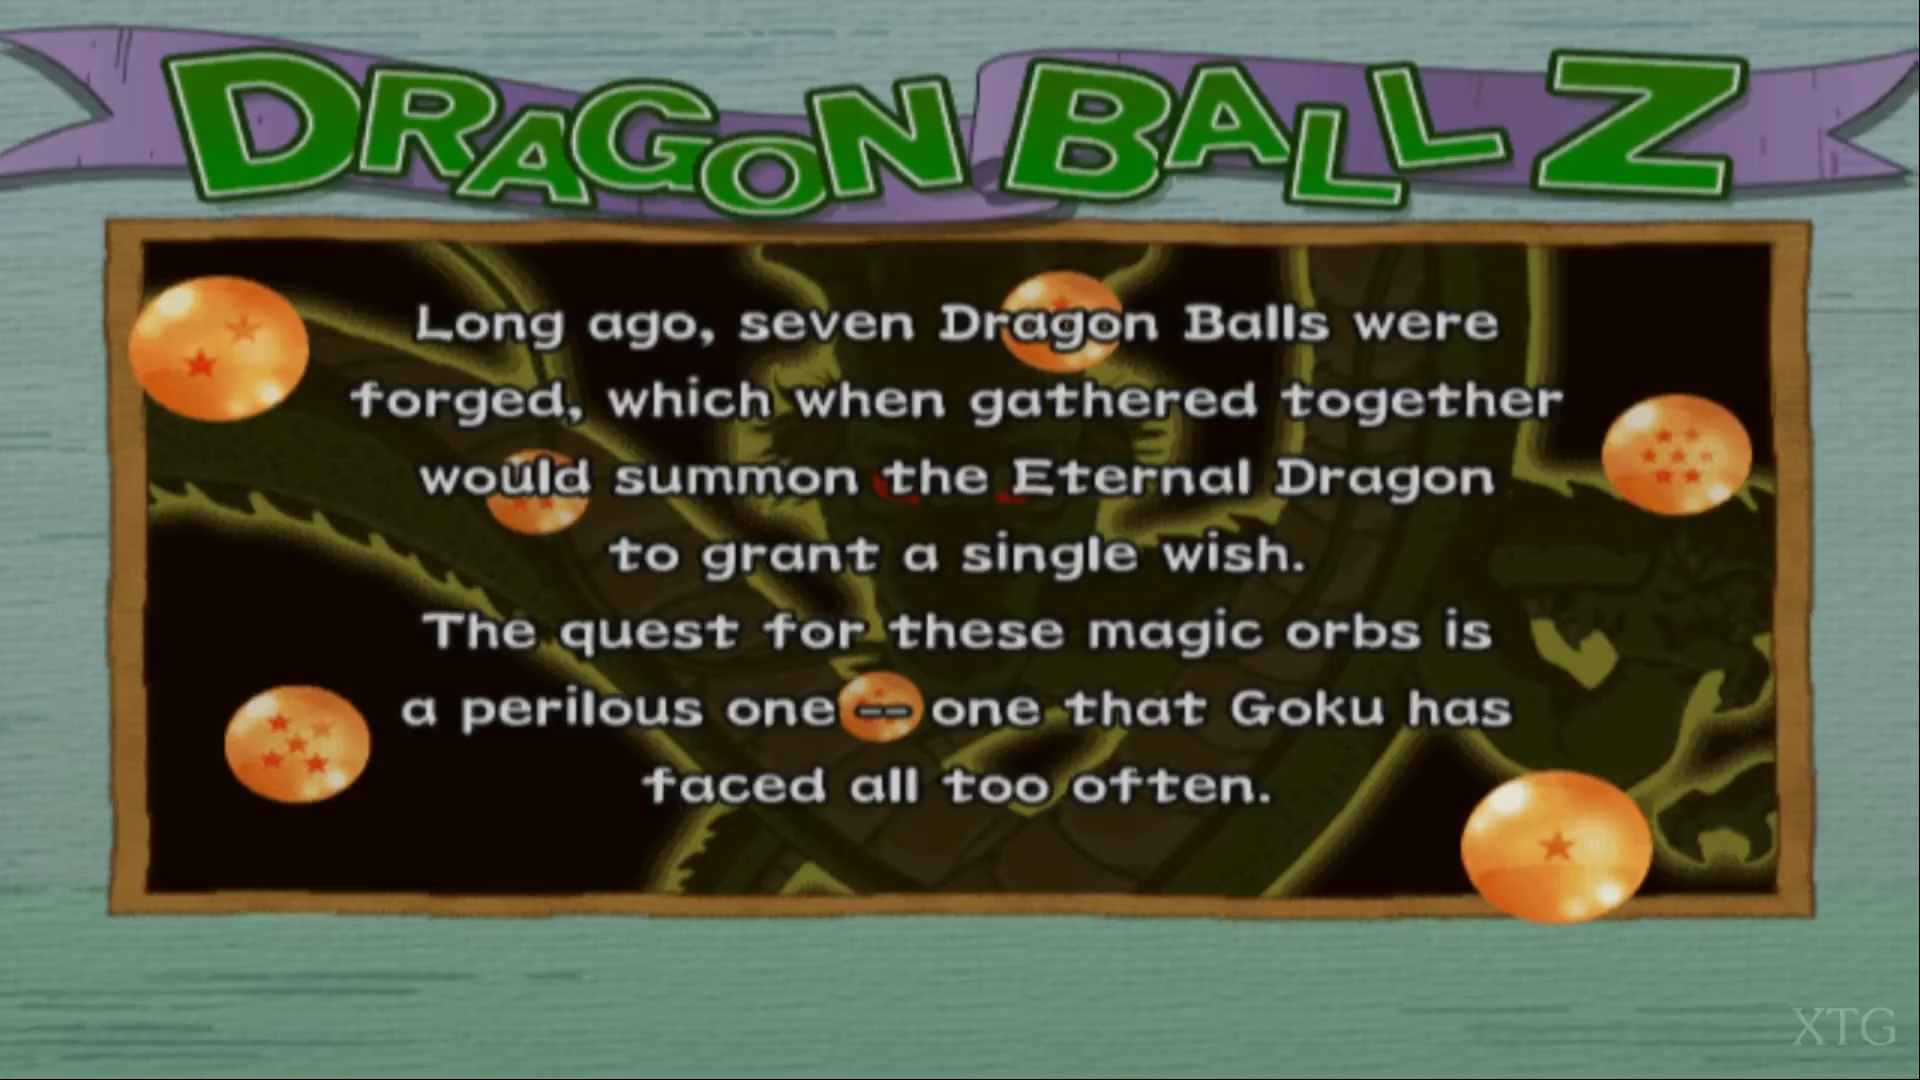 DRAGON BALL Z
Long ago, seven Dragon Balls were
forged, which when gathered together
would summon the Eternal Dragon
to grant a single wish.
The quest for these magic orbs is
a perilous one -- one that Goku has
faced all too often.
XTG